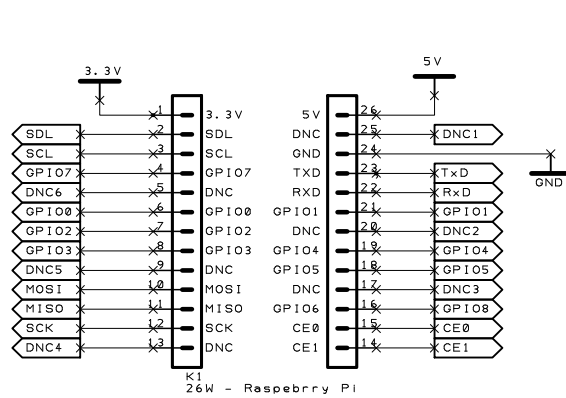 3.3V 5V
1 3.3V 5V 26
SDL 2 SDL DNC 25 DNC1
SCL 3 SCL GND 24
GPIO7 4 GPIO7 TXD 23 TxD
GND
DNC6 5 DNC RXD 22 RxD
GPIO0 6 GPIO0 GPIO1 21 GPIO1
GPIO2 7 GPIO2 DNC 20 DNC2
GPIO3 8 GPIO3 GPIO4 19 GPIO4
DNC5 9 DNC GPIO5 18 GPIO5
MOSI 10 MOSI DNC 17 DNC3
MISO 11 MISO GPIO6 16 GPIO8
SCK 12 SCK CE0 15 CE0
DNC4 13 DNC CE1 14 CE1
K1
26W - Raspebrry Pi